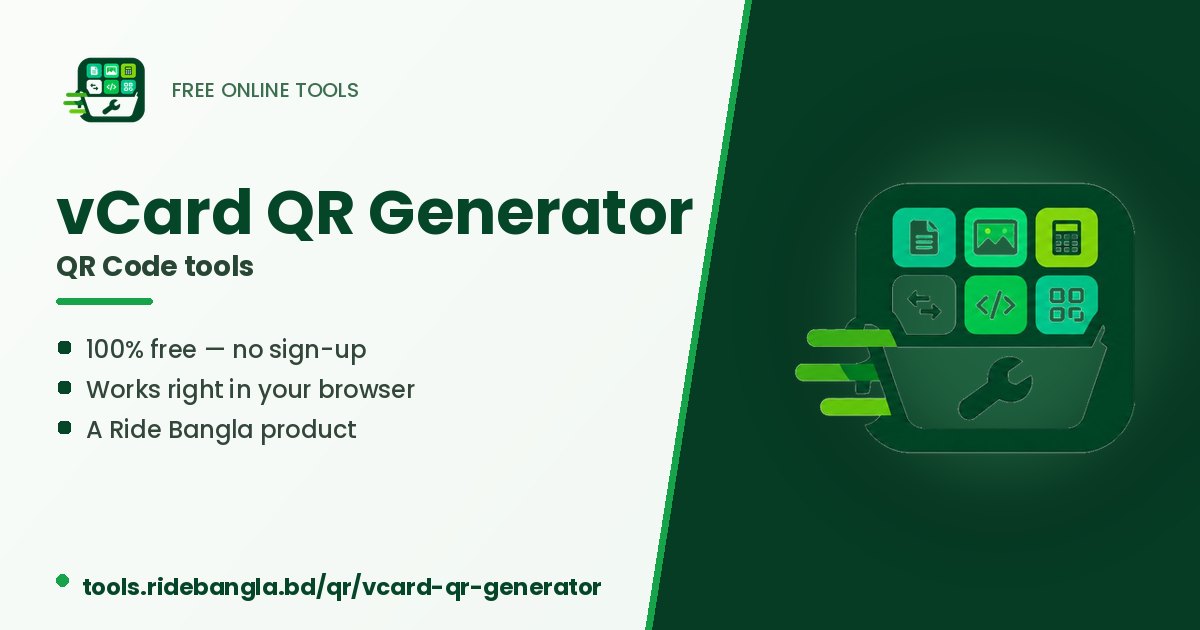 FREE ONLINE TOOLS
vCard QR Generator
QR Code tools
100% free — no sign-up
Works right in your browser
A Ride Bangla product
tools.ridebangla.bd/qr/vcard-qr-generator